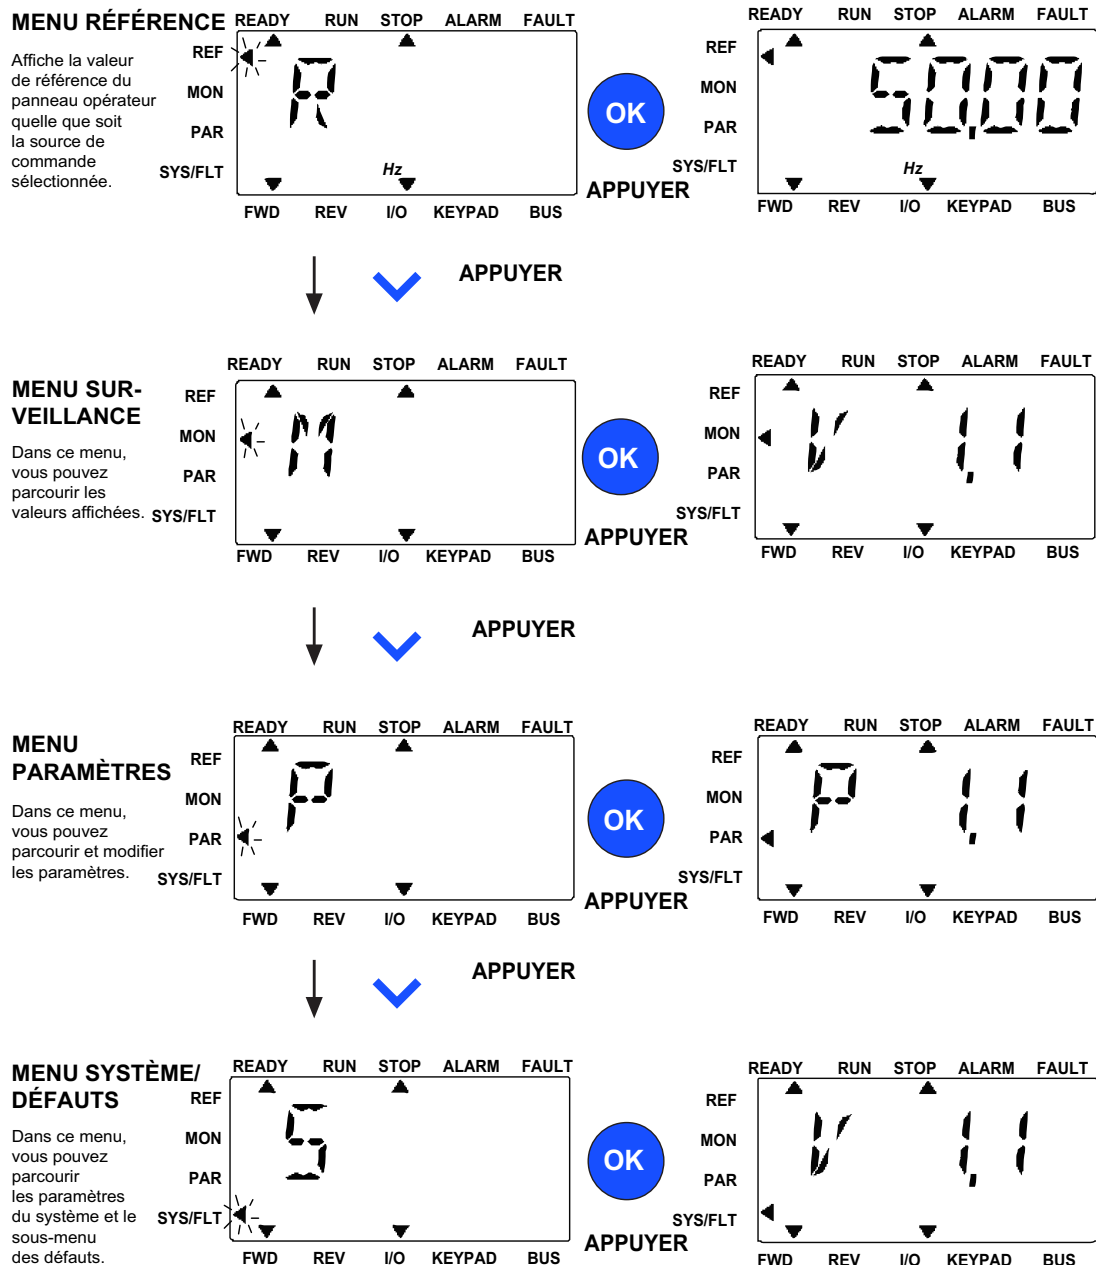 MENU RÉFÉRENCE
Affiche la valeur
de référence du
panneau opérateur
quelle que soit
la source de
commande
sélectionnée.
READY RUN STOP ALARM FAULT
REF
MON
PAR
SYS/FLT
R
Hz
FWD REV I/O KEYPAD BUS
OK
APPUYER
READY RUN STOP ALARM FAULT
REF
MON
PAR
SYS/FLT
50,00
Hz
FWD REV I/O KEYPAD BUS
APPUYER
MENU SUR-
VEILLANCE
Dans ce menu,
vous pouvez
parcourir les
valeurs affichées.
READY RUN STOP ALARM FAULT
REF
MON
PAR
SYS/FLT
M
FWD REV I/O KEYPAD BUS
OK
APPUYER
READY RUN STOP ALARM FAULT
REF
MON
PAR
SYS/FLT
V 1,1
FWD REV I/O KEYPAD BUS
APPUYER
MENU
PARAMÈTRES
Dans ce menu,
vous pouvez
parcourir et modifier
les paramètres.
READY RUN STOP ALARM FAULT
REF
MON
PAR
SYS/FLT
P
FWD REV I/O KEYPAD BUS
OK
APPUYER
READY RUN STOP ALARM FAULT
REF
MON
PAR
SYS/FLT
P 1,1
FWD REV I/O KEYPAD BUS
APPUYER
MENU SYSTÈME/
DÉFAUTS
Dans ce menu,
vous pouvez
parcourir
les paramètres
du système et le
sous-menu
des défauts.
READY RUN STOP ALARM FAULT
REF
MON
PAR
SYS/FLT
S
FWD REV I/O KEYPAD BUS
OK
APPUYER
READY RUN STOP ALARM FAULT
REF
MON
PAR
SYS/FLT
V 1,1
FWD REV I/O KEYPAD BUS